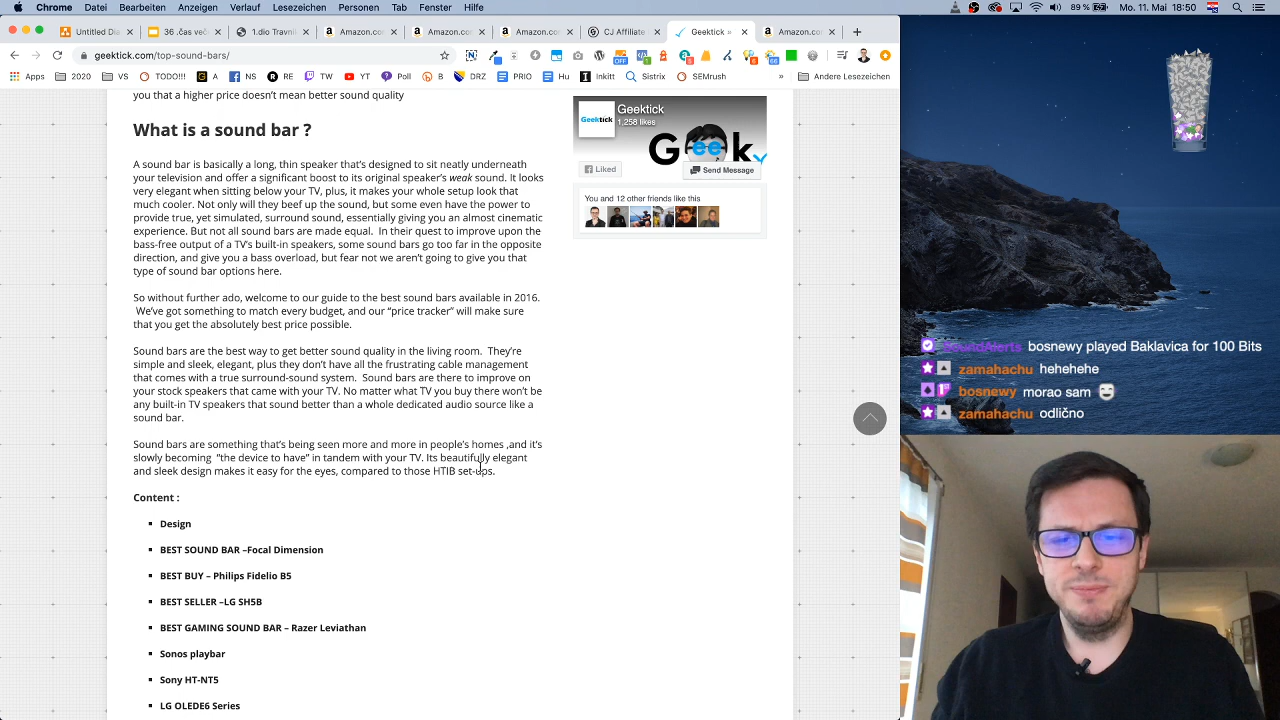 Chrome Datei Bearbeiten Anzeigen Verlauf Lesezeichen Personen Tab Fenster Hilfe 89 % Mo. 11. Mai 18:50
Untitled Dia 36 .čas več 1.dio Travnik Amazon.co Amazon.co Amazon.co CJ Affiliate Geektick » Amazon.co
geektick.com/top-sound-bars/
Apps 2020 VS TODO!!! A NS RE TW YT Poll B DRZ PRIO Hu Inkitt Sistrix SEMrush » Andere Lesezeichen
you that a higher price doesn’t mean better sound quality
What is a sound bar ?
A sound bar is basically a long, thin speaker that’s designed to sit neatly underneath
your television and offer a significant boost to its original speaker’s weak sound. It looks
very elegant when sitting below your TV, plus, it makes your whole setup look that
much cooler. Not only will they beef up the sound, but some even have the power to
provide true, yet simulated, surround sound, essentially giving you an almost cinematic
experience. But not all sound bars are made equal.  In their quest to improve upon the
bass-free output of a TV’s built-in speakers, some sound bars go too far in the opposite
direction, and give you a bass overload, but fear not we aren’t going to give you that
type of sound bar options here.
So without further ado, welcome to our guide to the best sound bars available in 2016.
We’ve got something to match every budget, and our “price tracker” will make sure
that you get the absolutely best price possible.
Sound bars are the best way to get better sound quality in the living room.  They’re
simple and sleek, elegant, plus they don’t have all the frustrating cable management
that comes with a true surround-sound system.  Sound bars are there to improve on
your stock speakers that came with your TV. No matter what TV you buy there won’t be
any built-in TV speakers that sound better than a whole dedicated audio source like a
sound bar.
Sound bars are something that’s being seen more and more in people’s homes ,and it’s
slowly becoming  “the device to have” in tandem with your TV. Its beautifully elegant
and sleek design makes it easy for the eyes, compared to those HTIB set-ups.
Content :
Design
BEST SOUND BAR –Focal Dimension
BEST BUY – Philips Fidelio B5
BEST SELLER –LG SH5B
BEST GAMING SOUND BAR – Razer Leviathan
Sonos playbar
Sony HT-NT5
LG OLEDE6 Series
Geektick
Geektick
1,258 likes
Geek
Liked
Send Message
You and 12 other friends like this
SoundAlerts bosnewy played Baklavica for 100 Bits
zamahachu hehehehe
bosnewy morao sam
zamahachu odlično